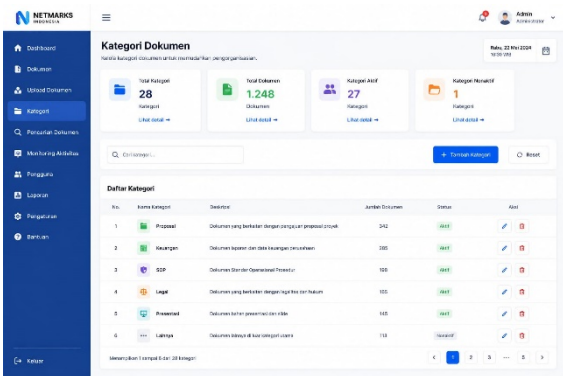 NETMARKS
INDONESIA
Admin
Administrator
Dashboard
Dokumen
Upload Dokumen
Kategori
Pencarian Dokumen
Monitoring Aktivitas
Pengguna
Laporan
Pengaturan
Bantuan
Keluar
Kategori Dokumen
Kelola kategori dokumen untuk memudahkan pengorganisasian.
Rabu, 22 Mei 2024
10:30 WIB
Total Kategori
28
Kategori
Lihat detail →
Total Dokumen
1.248
Dokumen
Lihat detail →
Kategori Aktif
27
Kategori
Lihat detail →
Kategori Nonaktif
1
Kategori
Lihat detail →
Cari kategori...
+ Tambah Kategori
Reset
Daftar Kategori
No. Nama Kategori Deskripsi Jumlah Dokumen Status Aksi
1 Proposal Dokumen yang berkaitan dengan pengajuan proposal proyek 342 Aktif
2 Keuangan Dokumen laporan dan data keuangan perusahaan 285 Aktif
3 SOP Dokumen Standar Operasional Prosedur 198 Aktif
4 Legal Dokumen yang berkaitan dengan legalitas dan hukum Aktif
5 Presentasi Dokumen bahan presentasi dan slide 145 Aktif
6 Lainnya Dokumen lainnya di luar kategori utama Nonaktif
Menampilkan 1 sampai 6 dari 28 kategori
1 2 3 ... 5